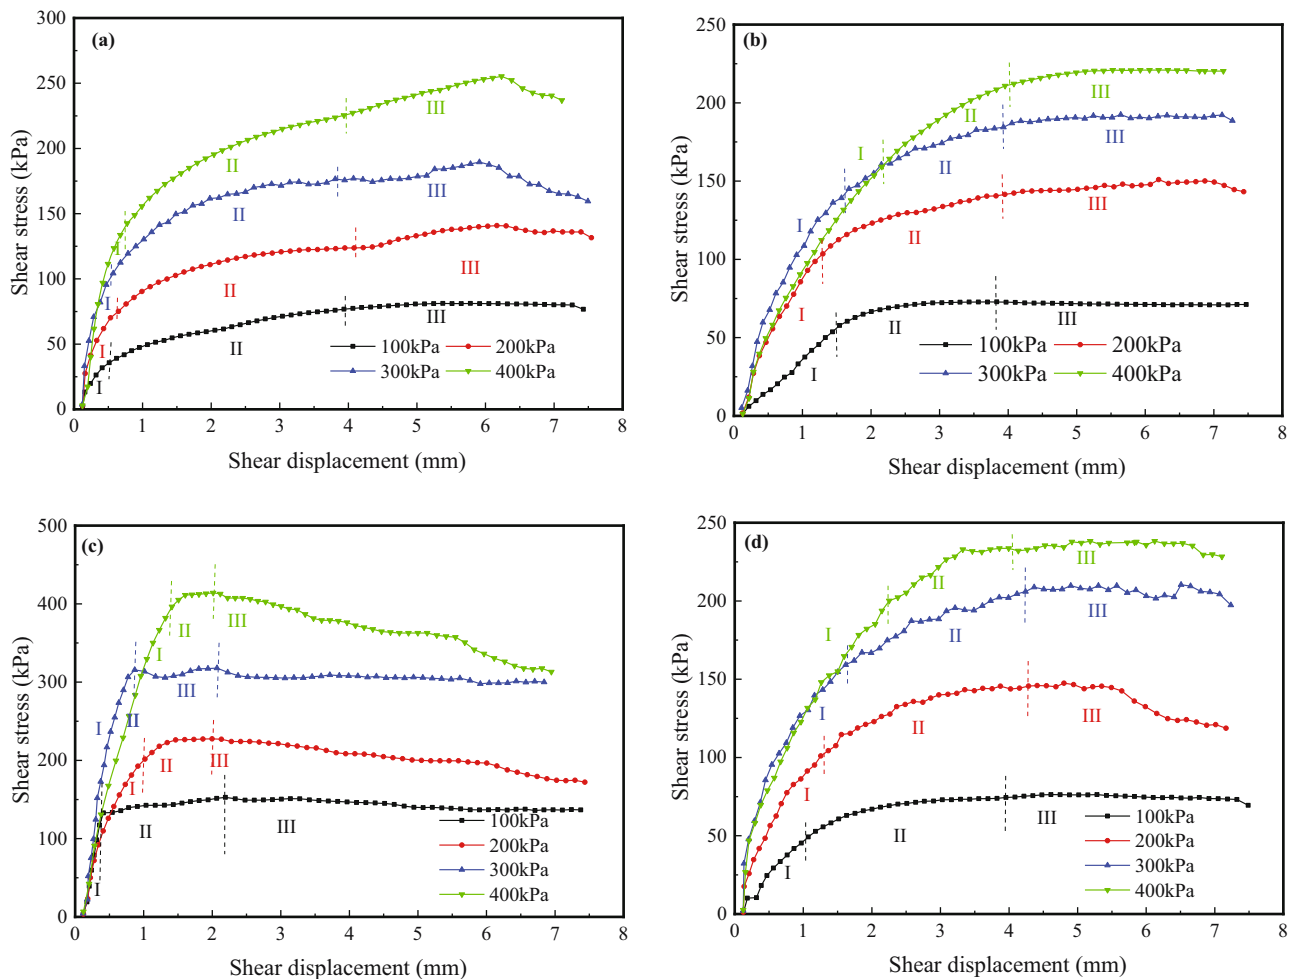 (a)
Shear stress (kPa)
300
250
200
150
100
50
0
I
I
I
I
II
II
II
II
III
III
III
III
100kPa 200kPa
300kPa 400kPa
0 1 2 3 4 5 6 7 8
Shear displacement (mm)
(b)
Shear stress (kPa)
250
200
150
100
50
0
I
I
I
I
II
II
II
II
III
III
III
III
100kPa 200kPa
300kPa 400kPa
0 1 2 3 4 5 6 7 8
Shear displacement (mm)
(c)
Shear stress (kPa)
500
400
300
200
100
0
I
I
I
I
II
II
II
II
III
III
III
III
100kPa
200kPa
300kPa
400kPa
0 1 2 3 4 5 6 7 8
Shear displacement (mm)
(d)
Shear stress (kPa)
250
200
150
100
50
0
I
I
I
I
II
II
II
II
III
III
III
III
100kPa
200kPa
300kPa
400kPa
0 1 2 3 4 5 6 7 8
Shear displacement (mm)